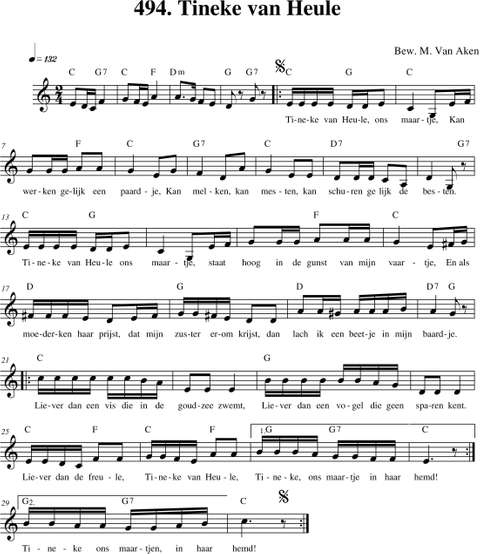 494. Tineke van Heule
= 132
Bew. M. Van Aken
C G7 C F Dm G G7 C G C
2 4
Ti-ne-ke van Heu-le, ons maar-tje, Kan
7 F C G F7 G7 C D7 G7
wer-ken ge-lijk een paard-je, Kan mel-ken, kan mes-ten, kan schu-ren ge lijk de bes-ten.
13 C G C F C
Ti-ne-ke van Heu-le ons maar-tje, staat hoog in de gunst van mijn vaar-tje, En als
17 D G D D7 G
moe-der-ken haar prijst, dat mijn zus-ter er-om krijst, dan lach ik een beet-je in mijn baard-je.
21 C G
Lie-ver dan een vis die in de goud-zee zwemt, Lie-ver dan een vo-gel die geen spa-ren kent.
25 C F C F 1. G G7 C
Lie-ver dan de freu-le, Ti-ne-ke van Heu-le, Ti-ne-ke, ons maar-tje in haar hemd!
29 G 2. G7 C
Ti-ne-ke ons maar-tjen, in haar hemd!